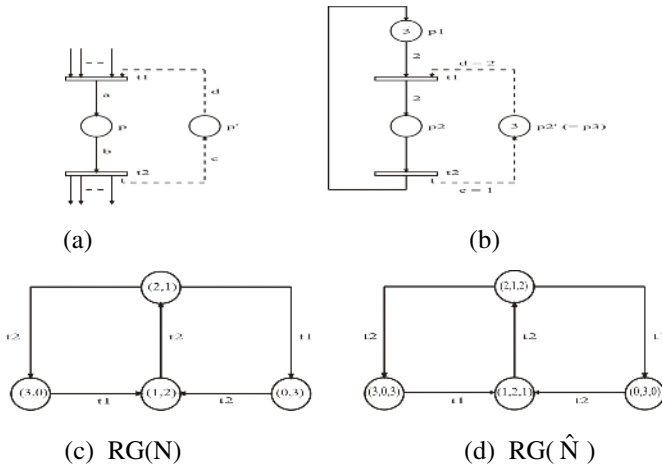 3 p1
2
t1 d t1 d = 2
a 2
p p' p2 3 p2' (= p3)
b
t2 c t2 c = 1
(a) (b)
(2,1) (2,1,2)
t2 t2 t1 t2 t2
(3,0) t1 (1,2) t2 (0,3) (3,0,3) t1 (1,2,1) t2 (0,3,0)
(c) RG(N) (d) RG( N̂ )